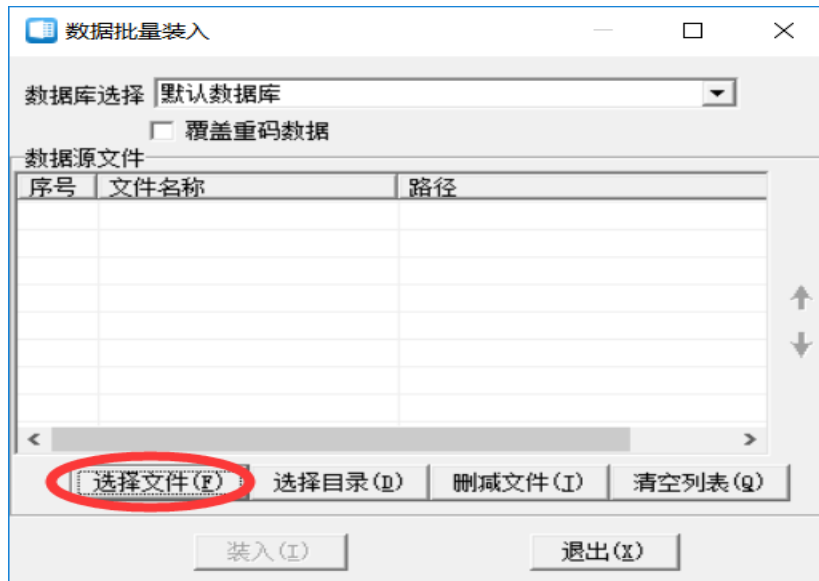 数据批量装入
数据库选择 默认数据库
覆盖重码数据
数据源文件
序号 文件名称 路径
选择文件(F) 选择目录(D) 删减文件(I) 清空列表(Q)
装入(I) 退出(X)